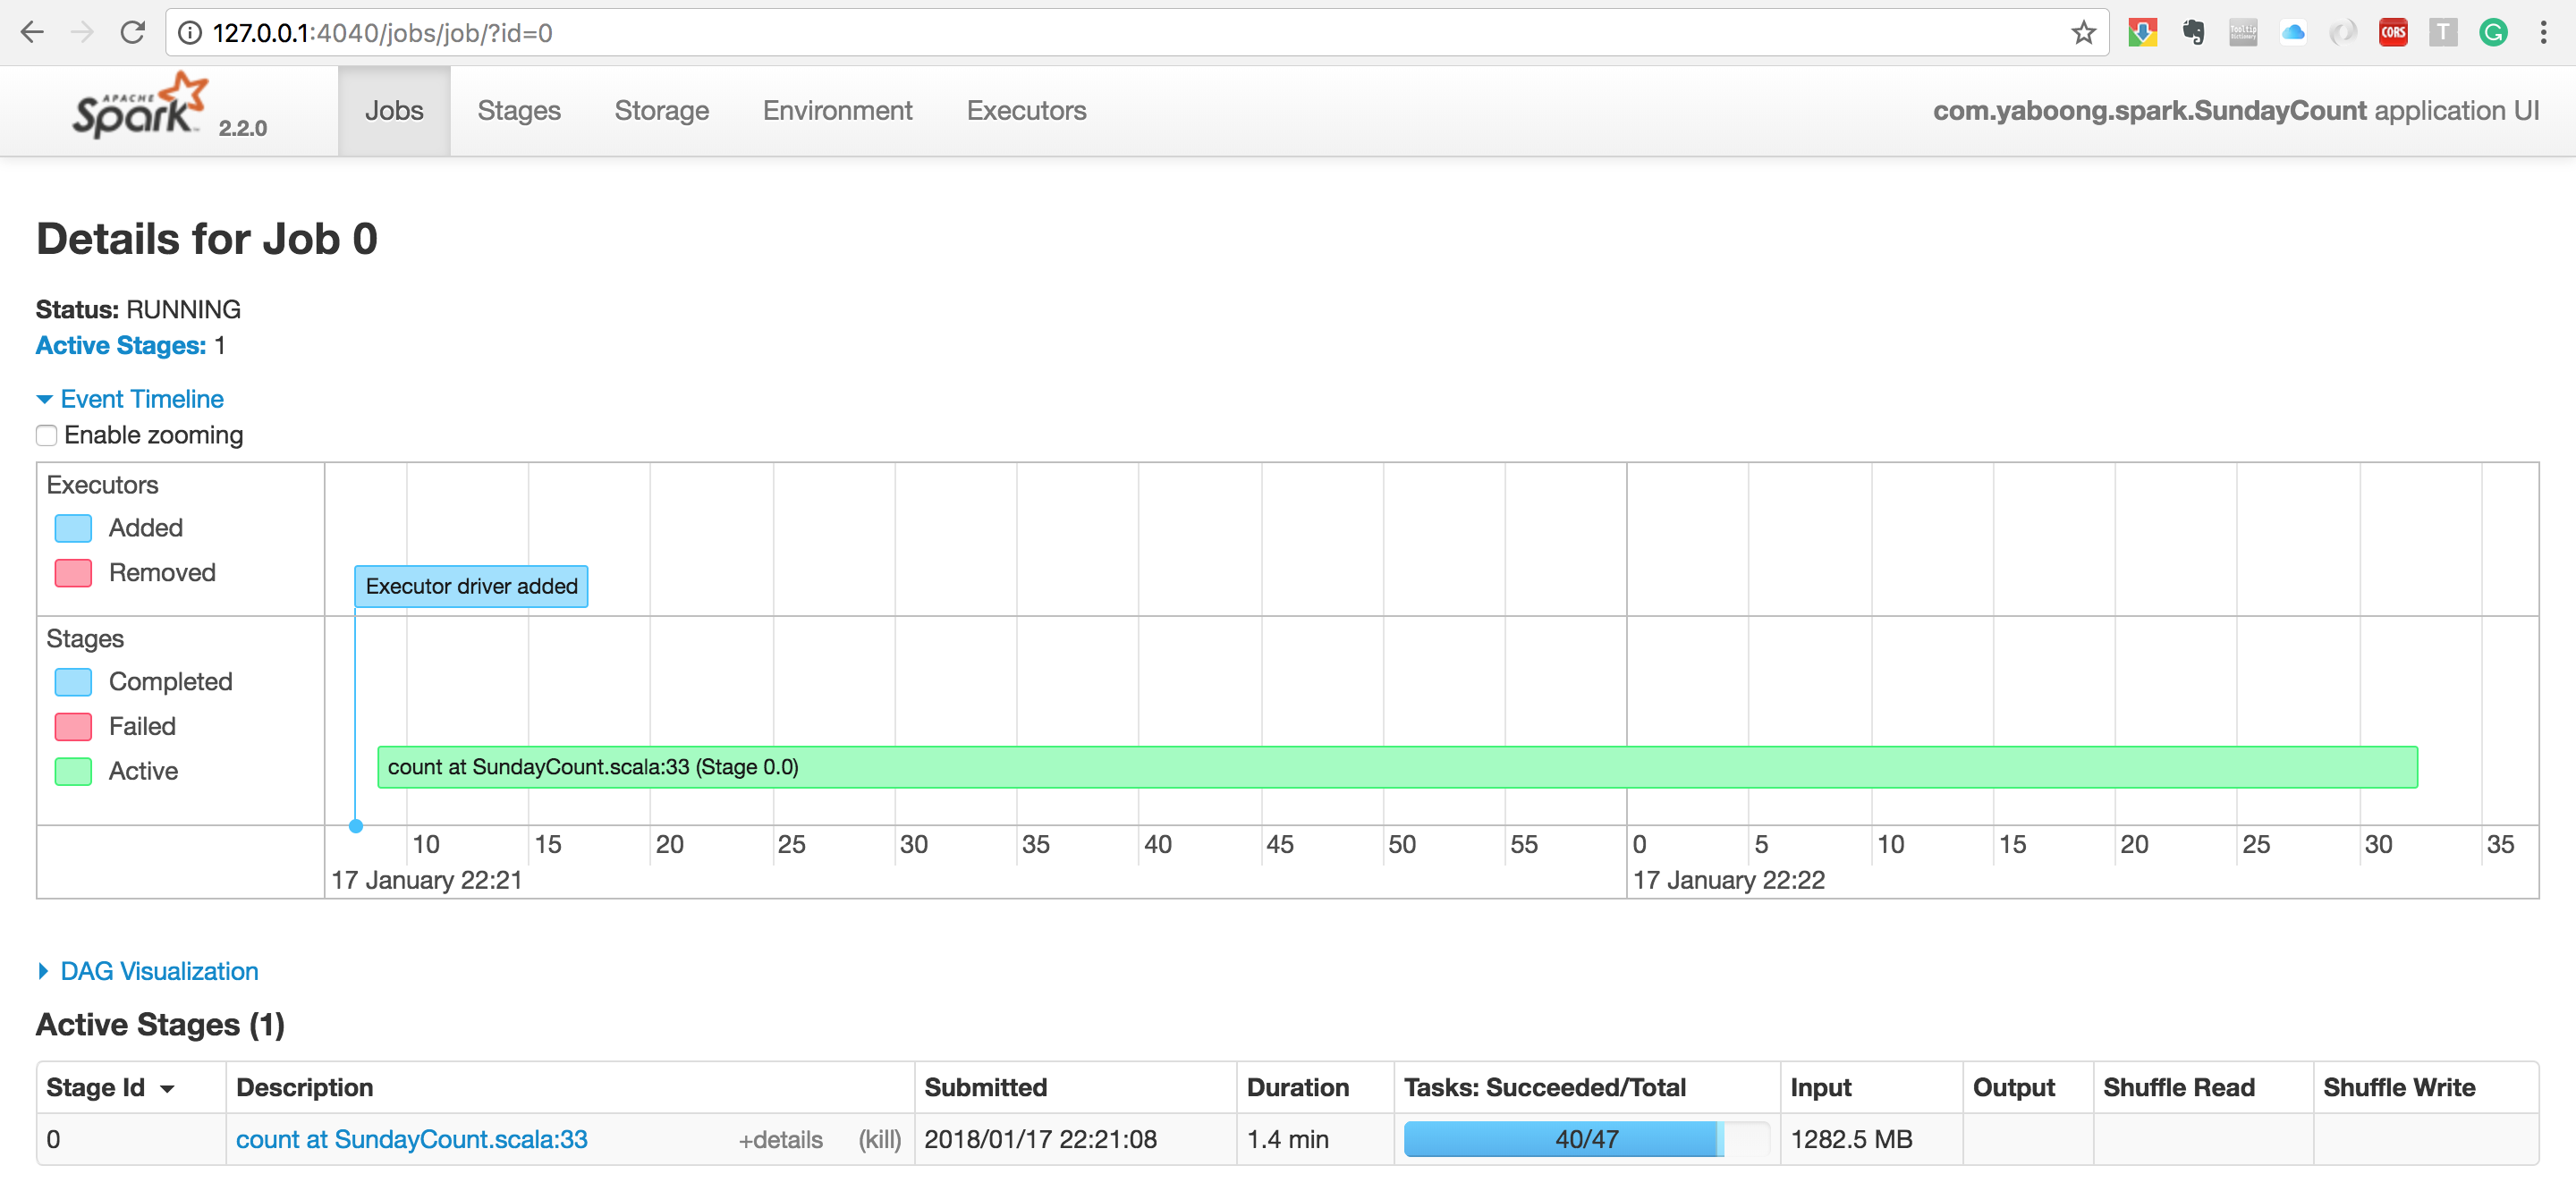 127.0.0.1:4040/jobs/job/?id=0
Tooltip Dictionary
CORS
T
G
APACHE
Spark 2.2.0
Jobs Stages Storage Environment Executors com.yaboong.spark.SundayCount application UI
Details for Job 0
Status: RUNNING
Active Stages: 1
Event Timeline
Enable zooming
Executors
Added
Removed
Executor driver added
Stages
Completed
Failed
Active
count at SundayCount.scala:33 (Stage 0.0)
10 15 20 25 30 35 40 45 50 55 0 5 10 15 20 25 30 35
17 January 22:21 17 January 22:22
DAG Visualization
Active Stages (1)
Stage Id Description Submitted Duration Tasks: Succeeded/Total Input Output Shuffle Read Shuffle Write
0 count at SundayCount.scala:33 +details (kill) 2018/01/17 22:21:08 1.4 min 40/47 1282.5 MB